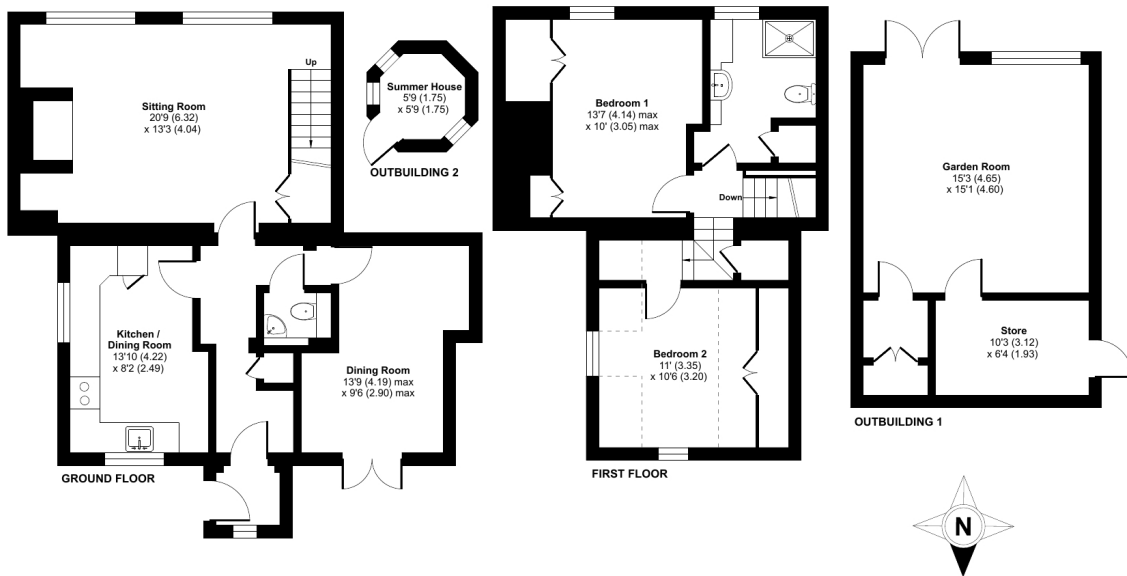 Up
Sitting Room
20'9 (6.32)
x 13'3 (4.04)
Summer House
5'9 (1.75)
x 5'9 (1.75)
OUTBUILDING 2
Kitchen /
Dining Room
13'10 (4.22)
x 8'2 (2.49)
Dining Room
13'9 (4.19) max
x 9'6 (2.90) max
GROUND FLOOR
Bedroom 1
13'7 (4.14) max
x 10' (3.05) max
Down
Bedroom 2
11' (3.35)
x 10'6 (3.20)
FIRST FLOOR
Garden Room
15'3 (4.65)
x 15'1 (4.60)
Store
10'3 (3.12)
x 6'4 (1.93)
OUTBUILDING 1
N